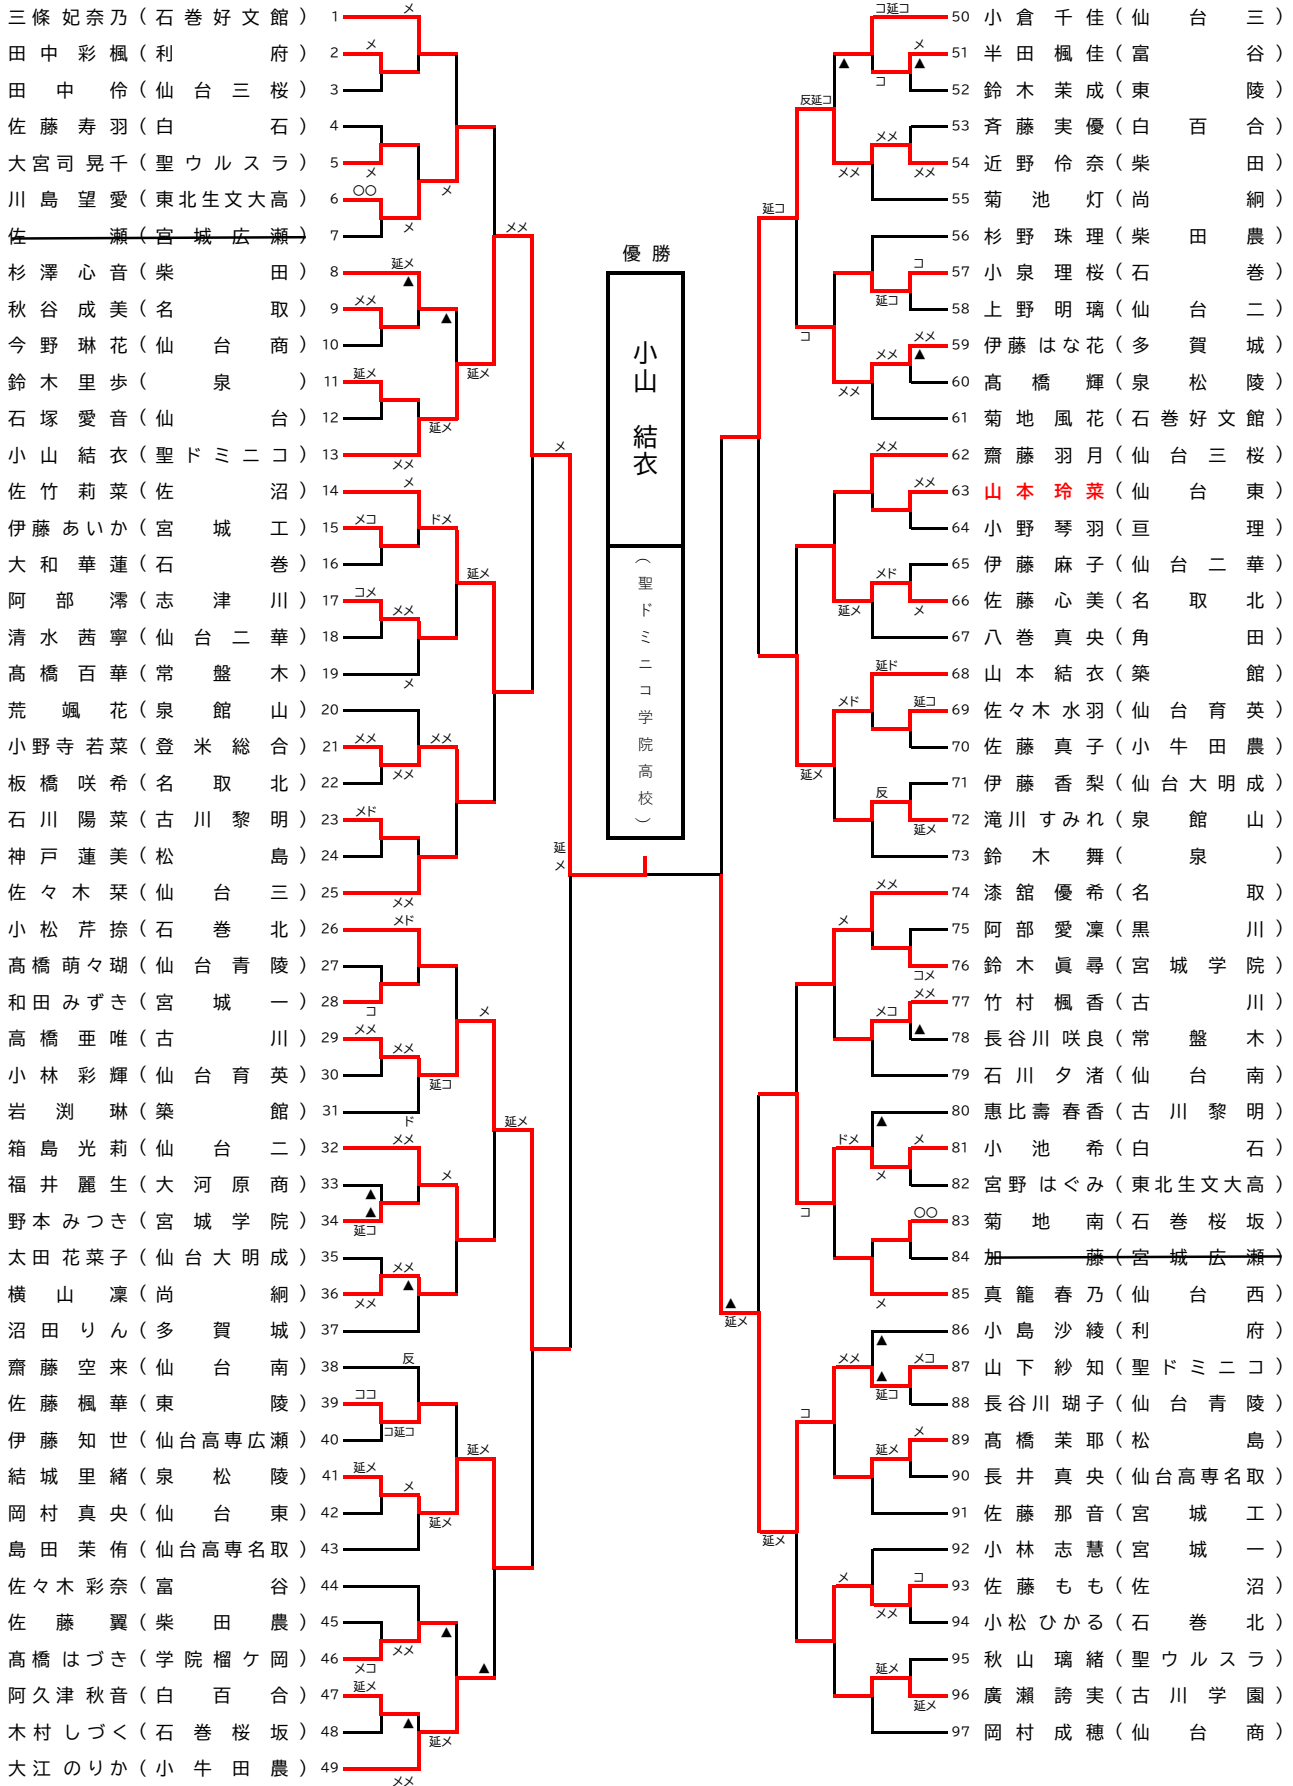 三條 妃奈乃（石巻好文館） 1
田中彩楓（利府） 2
田中伶（仙台三桜） 3
佐藤寿羽（白石） 4
大宮司晃千（聖ウルスラ） 5
川島望愛（東北生文大高） 6
佐瀬（宮城広瀬） 7
杉澤心音（柴田） 8
秋谷成美（名取） 9
今野琳花（仙台商） 10
鈴木里歩（泉） 11
石塚愛音（仙台） 12
小山結衣（聖ドミニコ） 13
佐竹莉菜（佐沼） 14
伊藤 あいか（宮城工） 15
大和華蓮（石巻） 16
阿部澪（志津川） 17
清水茜寧（仙台二華） 18
髙橋百華（常盤木） 19
荒颯花（泉館山） 20
小野寺 若菜（登米総合） 21
板橋咲希（名取北） 22
石川陽菜（古川黎明） 23
神戸蓮美（松島） 24
佐々木栞（仙台三） 25
小松芹捺（石巻北） 26
髙橋 萌々瑚（仙台青陵） 27
和田 みずき（宮城一） 28
高橋亜唯（古川） 29
小林彩輝（仙台育英） 30
岩渕琳（築館） 31
箱島光莉（仙台二） 32
福井麗生（大河原商） 33
野本 みつき（宮城学院） 34
太田 花菜子（仙台大明成） 35
横山凜（尚絅） 36
沼田りん（多賀城） 37
齋藤空来（仙台南） 38
佐藤楓華（東陵） 39
伊藤知世（仙台高専広瀬） 40
結城里緒（泉松陵） 41
岡村真央（仙台東） 42
島田茉侑（仙台高専名取） 43
佐々木 彩奈（富谷） 44
佐藤翼（柴田農） 45
髙橋 はづき（学院榴ケ岡） 46
阿久津 秋音（白百合） 47
木村 しづく（石巻桜坂） 48
大江 のりか（小牛田農） 49
優勝
小山 結衣
（聖ドミニコ学院高校）
50 小倉千佳（仙台三）
51 半田楓佳（富谷）
52 鈴木茉成（東陵）
53 斉藤実優（白百合）
54 近野伶奈（柴田）
55 菊池灯（尚絅）
56 杉野珠理（柴田農）
57 小泉理桜（石巻）
58 上野明璃（仙台二）
59 伊藤 はな花（多賀城）
60 髙橋輝（泉松陵）
61 菊地風花（石巻好文館）
62 齋藤羽月（仙台三桜）
63 山本玲菜（仙台東）
64 小野琴羽（亘理）
65 伊藤麻子（仙台二華）
66 佐藤心美（名取北）
67 八巻真央（角田）
68 山本結衣（築館）
69 佐々木 水羽（仙台育英）
70 佐藤真子（小牛田農）
71 伊藤香梨（仙台大明成）
72 滝川 すみれ（泉館山）
73 鈴木舞（泉）
74 漆舘優希（名取）
75 阿部愛凜（黒川）
76 鈴木眞尋（宮城学院）
77 竹村楓香（古川）
78 長谷川 咲良（常盤木）
79 石川夕渚（仙台南）
80 恵比壽 春香（古川黎明）
81 小池希（白石）
82 宮野 はぐみ（東北生文大高）
83 菊地南（石巻桜坂）
84 加藤（宮城広瀬）
85 真籠春乃（仙台西）
86 小島沙綾（利府）
87 山下紗知（聖ドミニコ）
88 長谷川 瑚子（仙台青陵）
89 髙橋茉耶（松島）
90 長井真央（仙台高専名取）
91 佐藤那音（宮城工）
92 小林志慧（宮城一）
93 佐藤もも（佐沼）
94 小松 ひかる（石巻北）
95 秋山璃緒（聖ウルスラ）
96 廣瀬誇実（古川学園）
97 岡村成穂（仙台商）